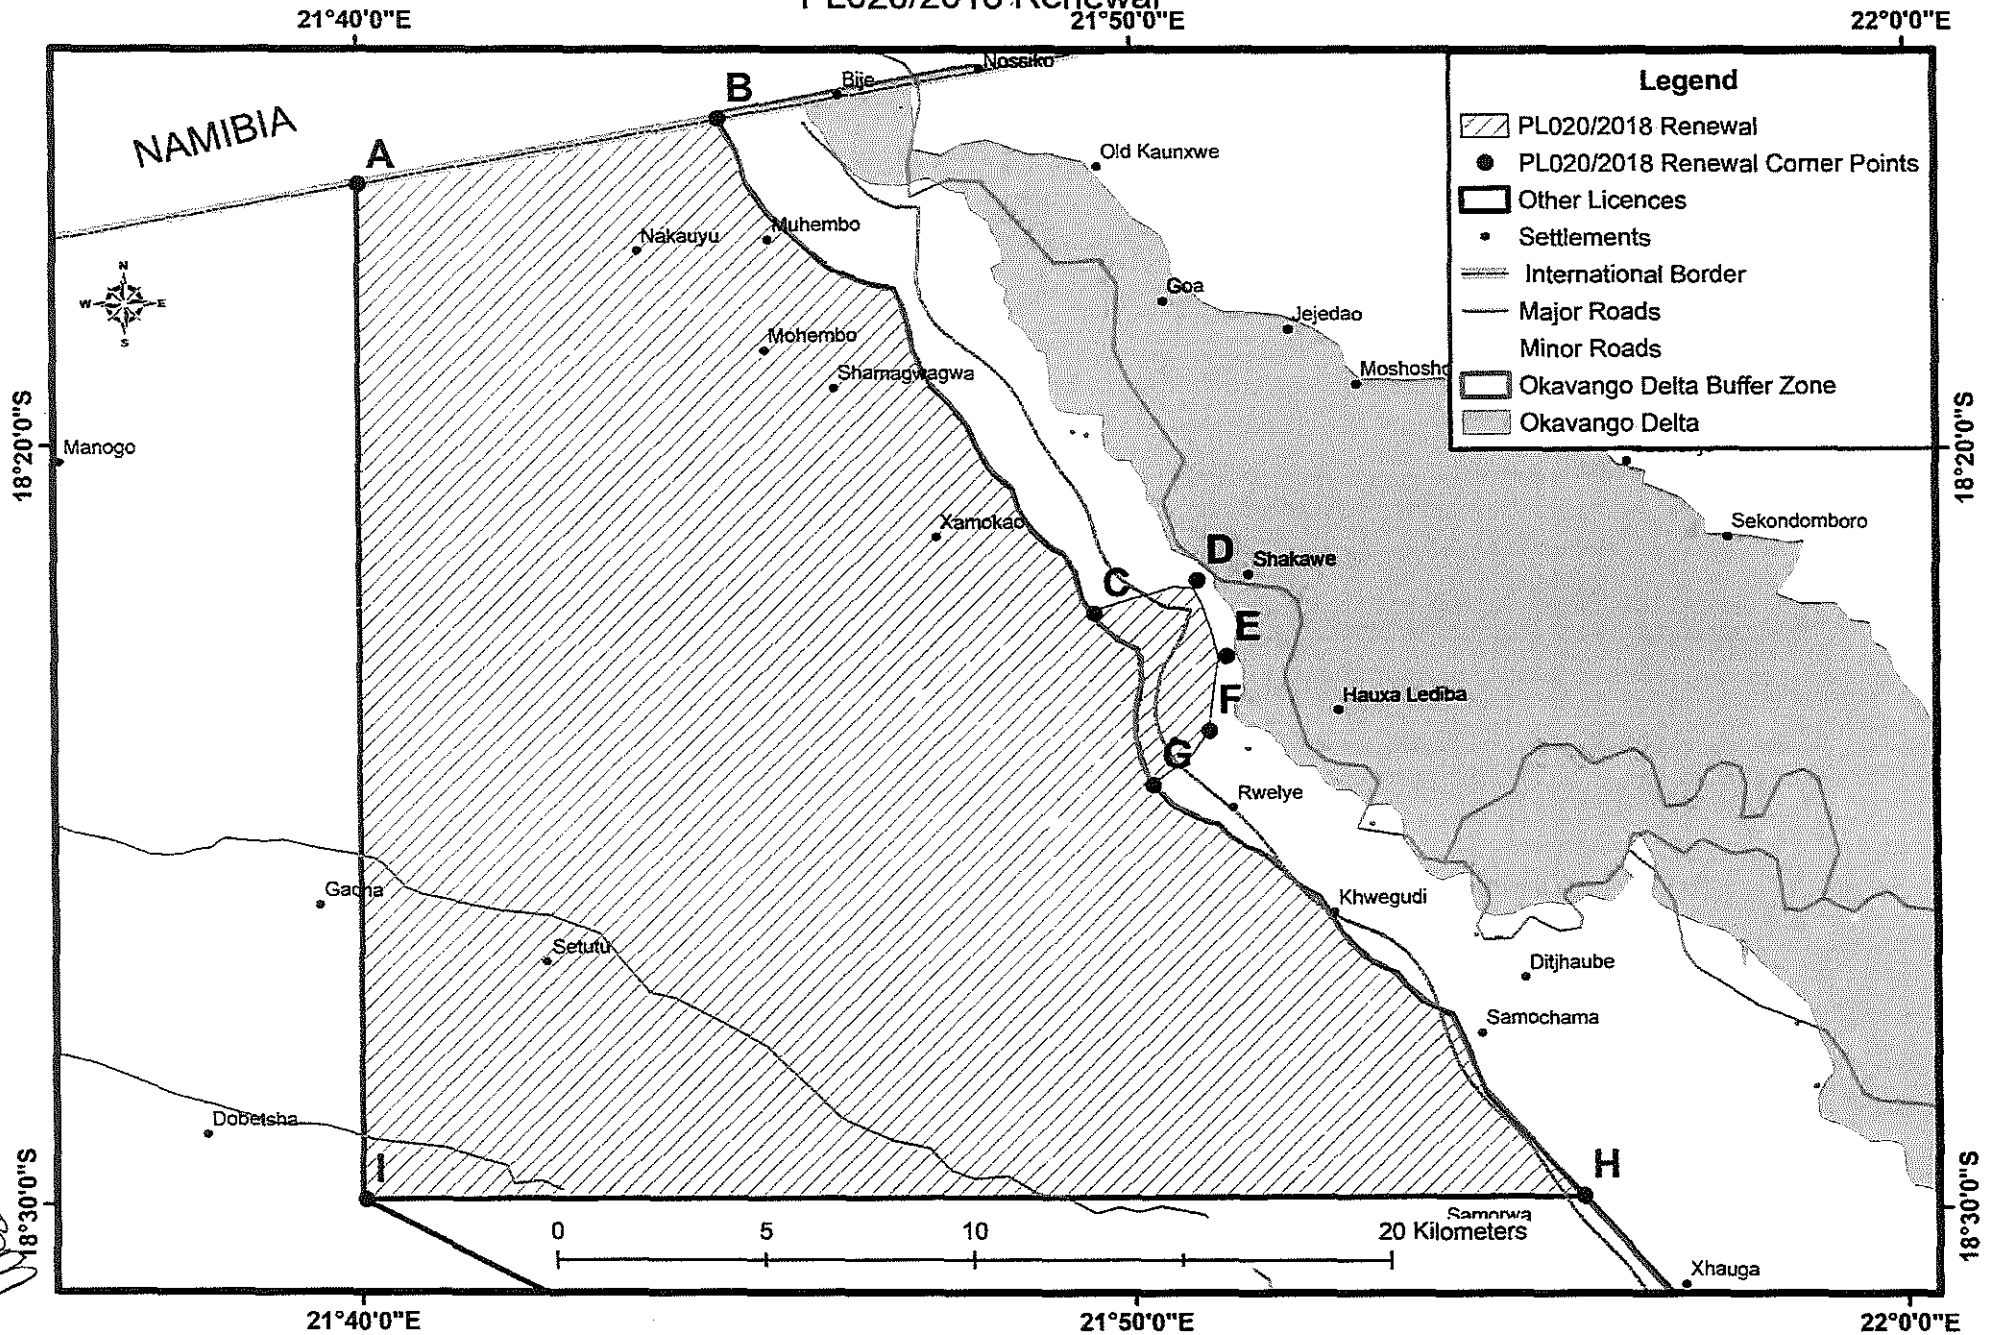 PL020/2018 Renewal
21°40'0"E 21°50'0"E 22°0'0"E
NAMIBIA
A
B
Bije
Nossiko
Legend
PL020/2018 Renewal
PL020/2018 Renewal Corner Points
Other Licences
Settlements
International Border
Major Roads
Minor Roads
Okavango Delta Buffer Zone
Okavango Delta
Old Kaunxwe
Nakauyu
Muhembo
N
W E
S
Goa
Jejedao
Mohembo
Shamagwagwa
Moshosho
18°20'0"S
Manogo
18°20'0"S
Sekondomboro
Xamokao
C
D
Shakawe
E
F
Hauxa Lediba
G
Rwelye
Gacha
Khwegudi
Setutu
Ditjhaube
Samochama
Dobetsha
I
H
18°30'0"S
18°30'0"S
Samorwa
0 5 10 20 Kilometers
Xhauga
21°40'0"E 21°50'0"E 22°0'0"E